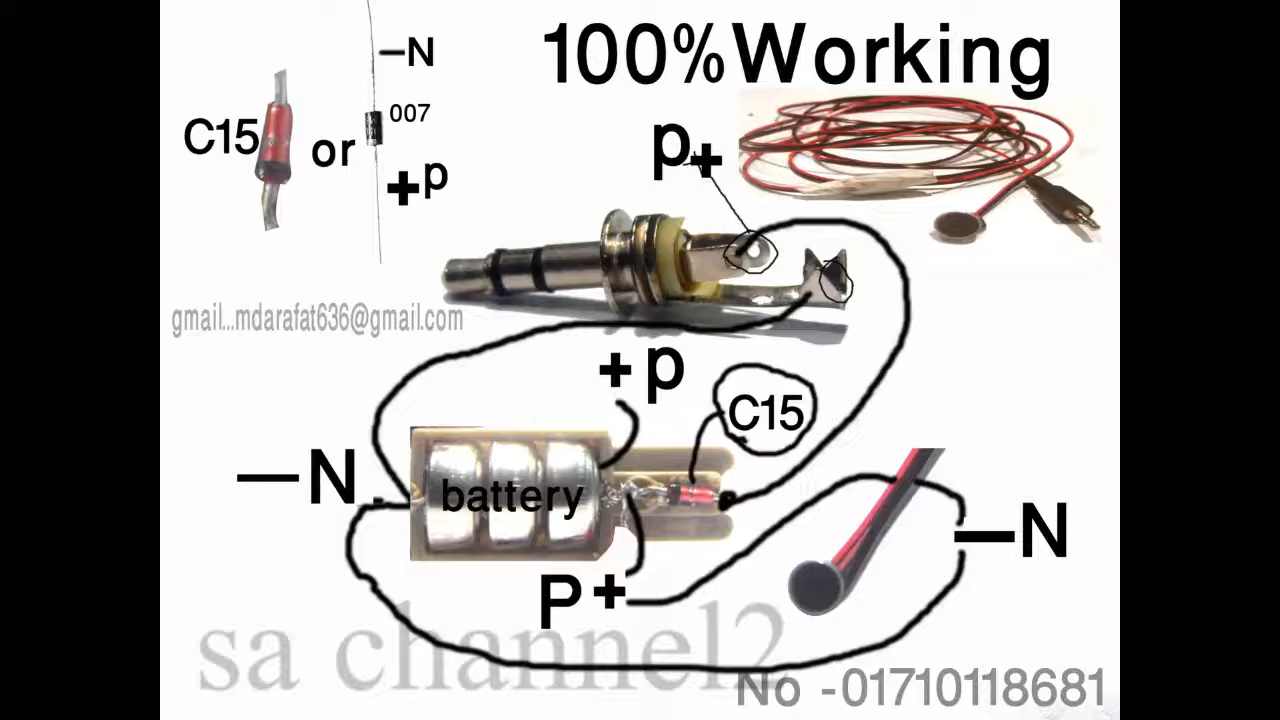 100%Working
–N
007
C15 or
+p
p+
gmail...mdarafat636@gmail.com
+p
C15
–N
battery
–N
P+
sa channel2
No -01710118681